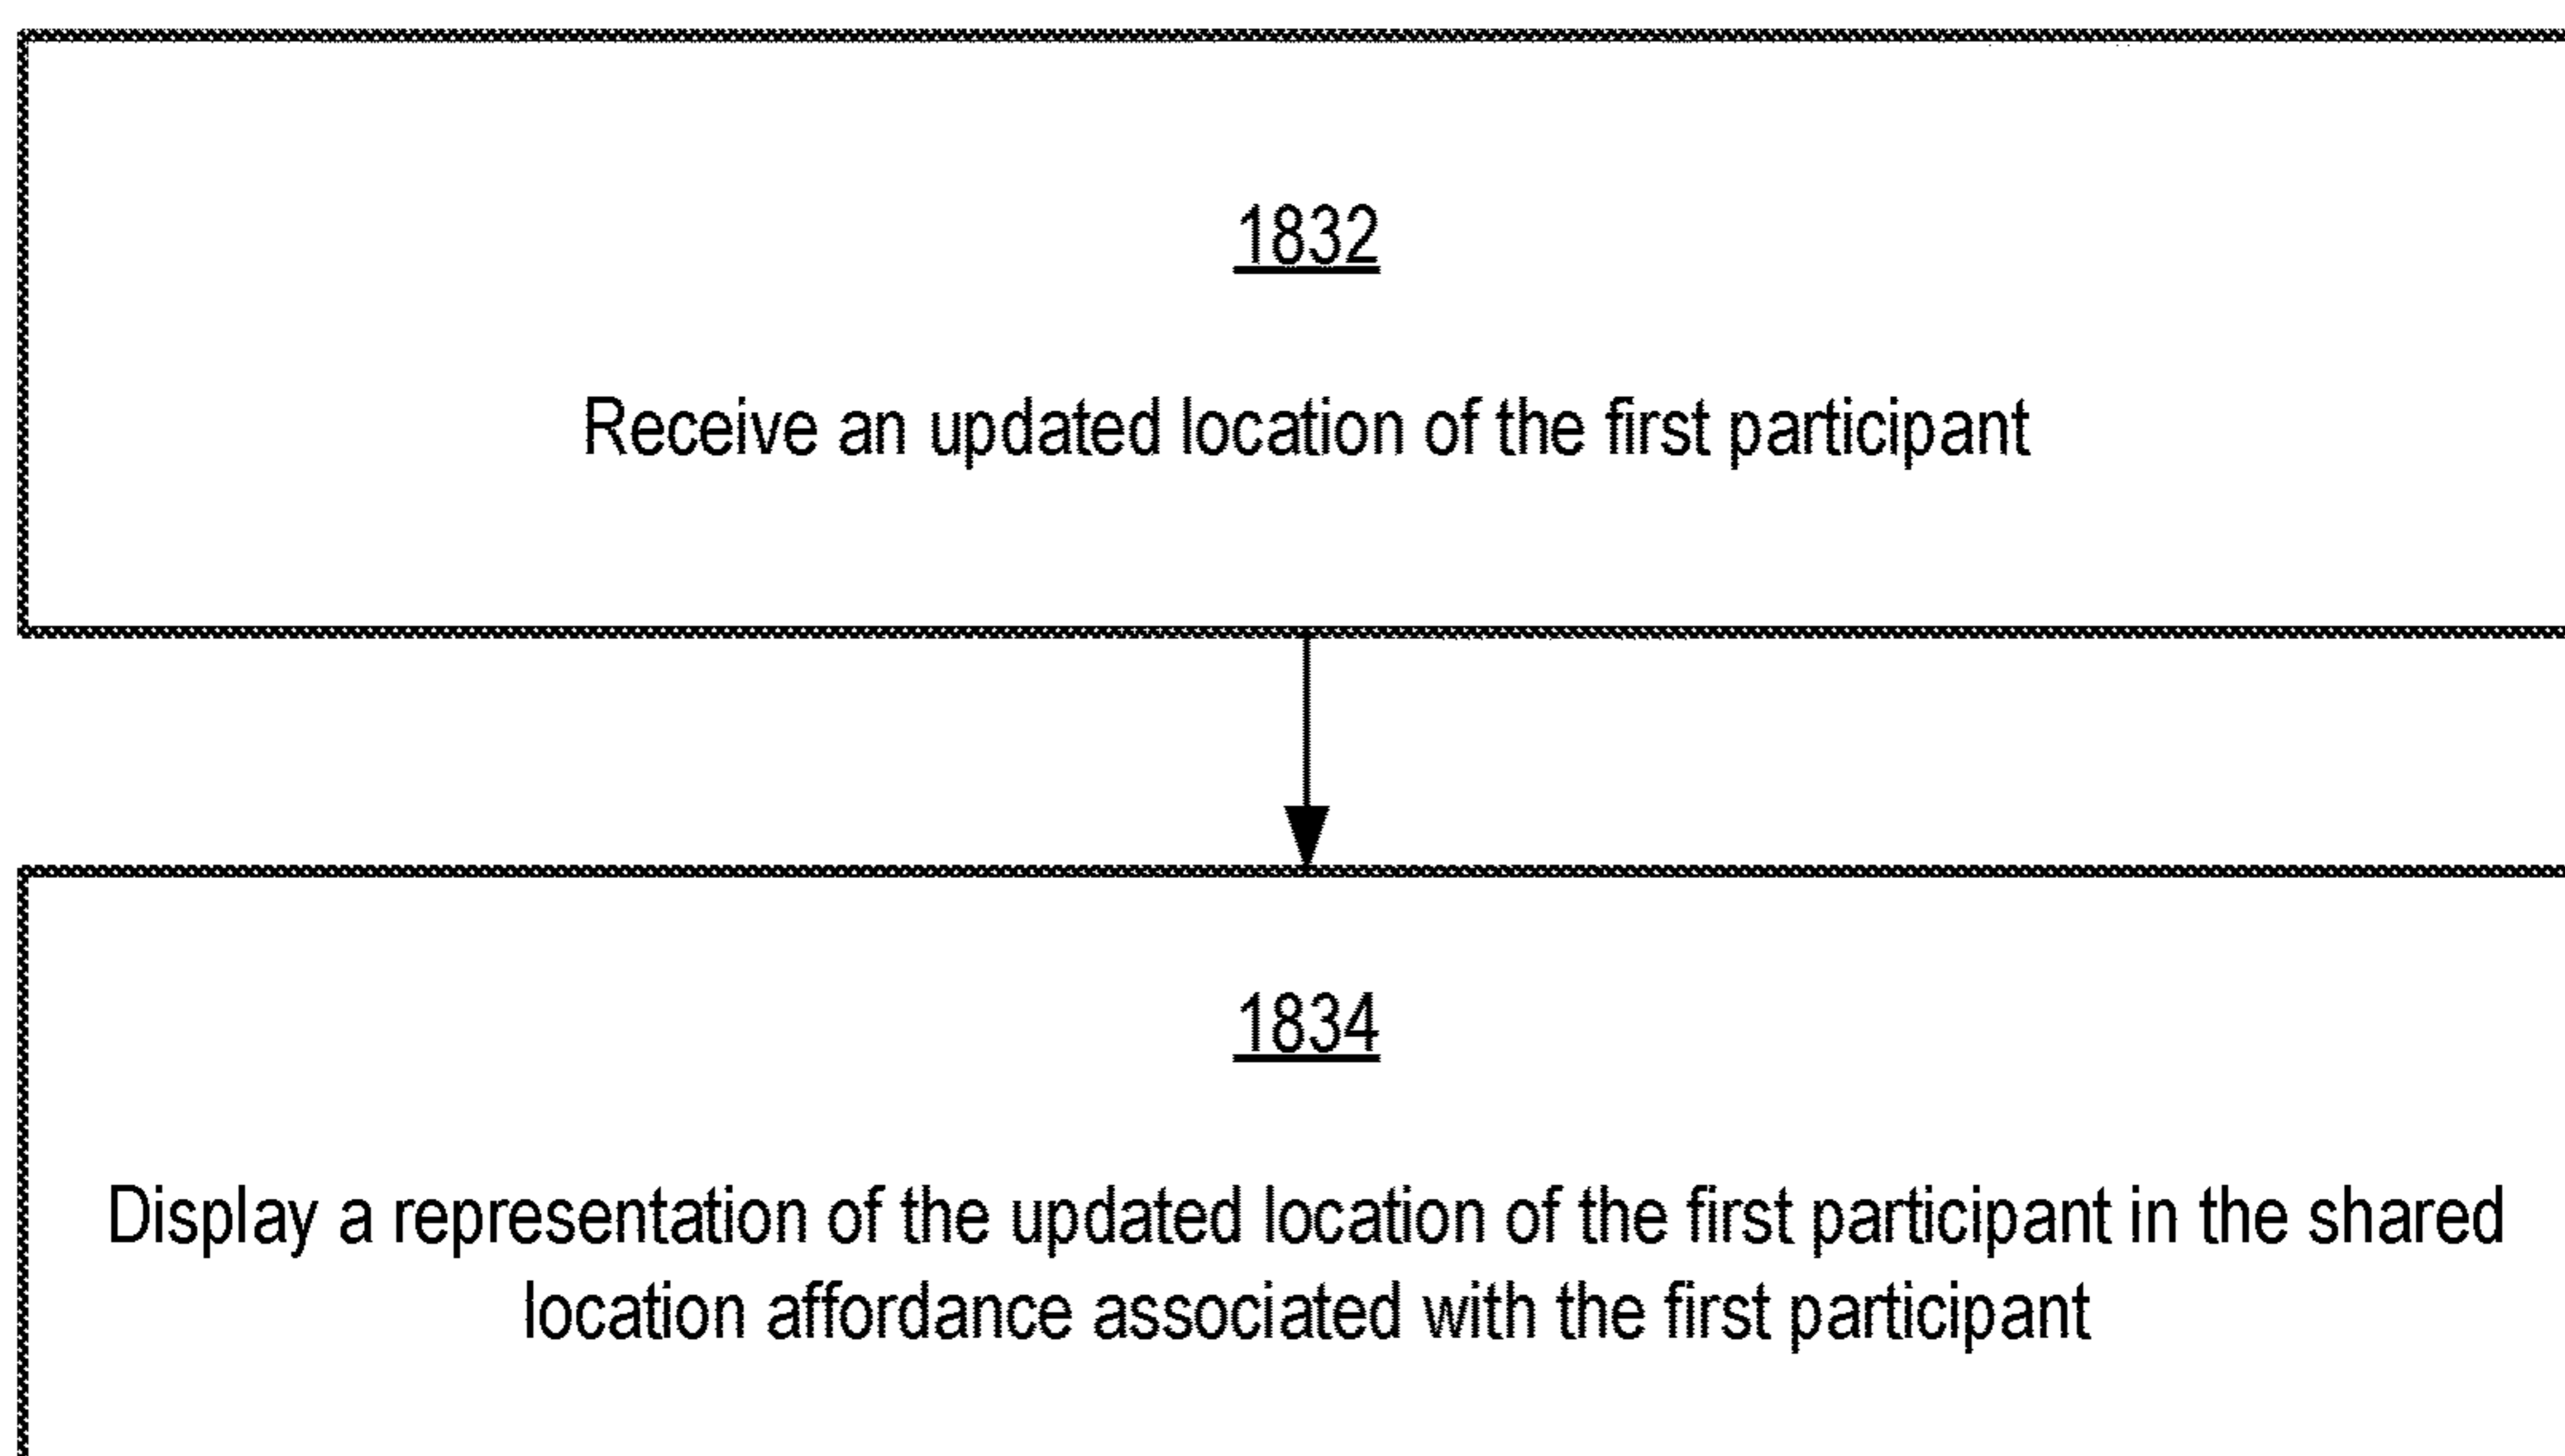 1832
Receive an updated location of the first participant
1834
Display a representation of the updated location of the first participant in the shared
location affordance associated with the first participant